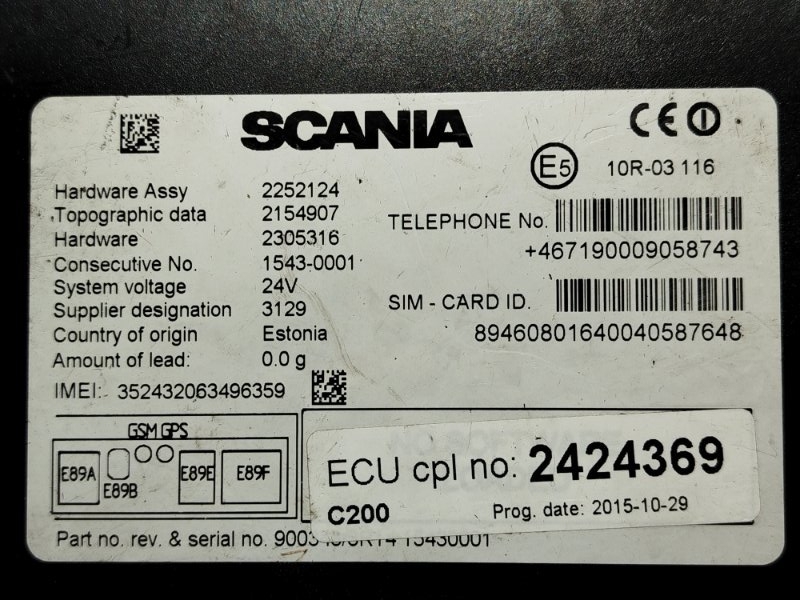 SCANIA
CE
E5 10R-03 116
Hardware Assy 2252124
Topographic data 2154907
Hardware 2305316
Consecutive No. 1543-0001
System voltage 24V
Supplier designation 3129
Country of origin Estonia
Amount of lead: 0.0 g
IMEI: 352432063496359
TELEPHONE No.
+467190009058743
SIM - CARD ID.
89460801640040587648
GSM GPS
E89A E89B E89E E89F
ECU cpl no: 2424369
C200 Prog. date: 2015-10-29
Part no. rev. & serial no. 15430001